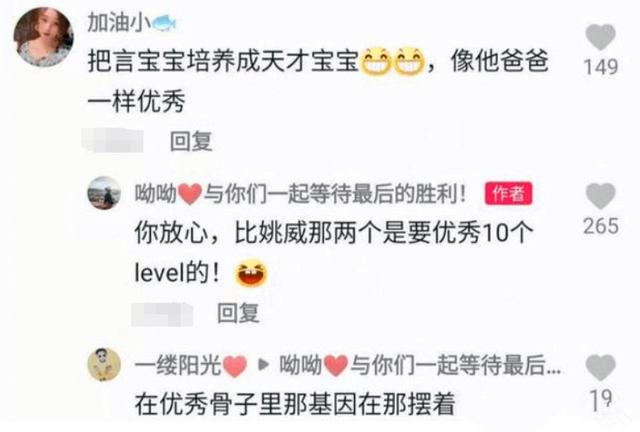 加油小🐟
把言宝宝培养成天才宝宝😁😁，像他爸爸
149
一样优秀
回复
呦呦❤️与你们一起等待最后的胜利！ 作者
你放心，比姚威那两个是要优秀10个
265
level的！😆
回复
一缕阳光❤️ ▸ 呦呦❤️与你们一起等待最后...
在优秀骨子里那基因在那摆着
19